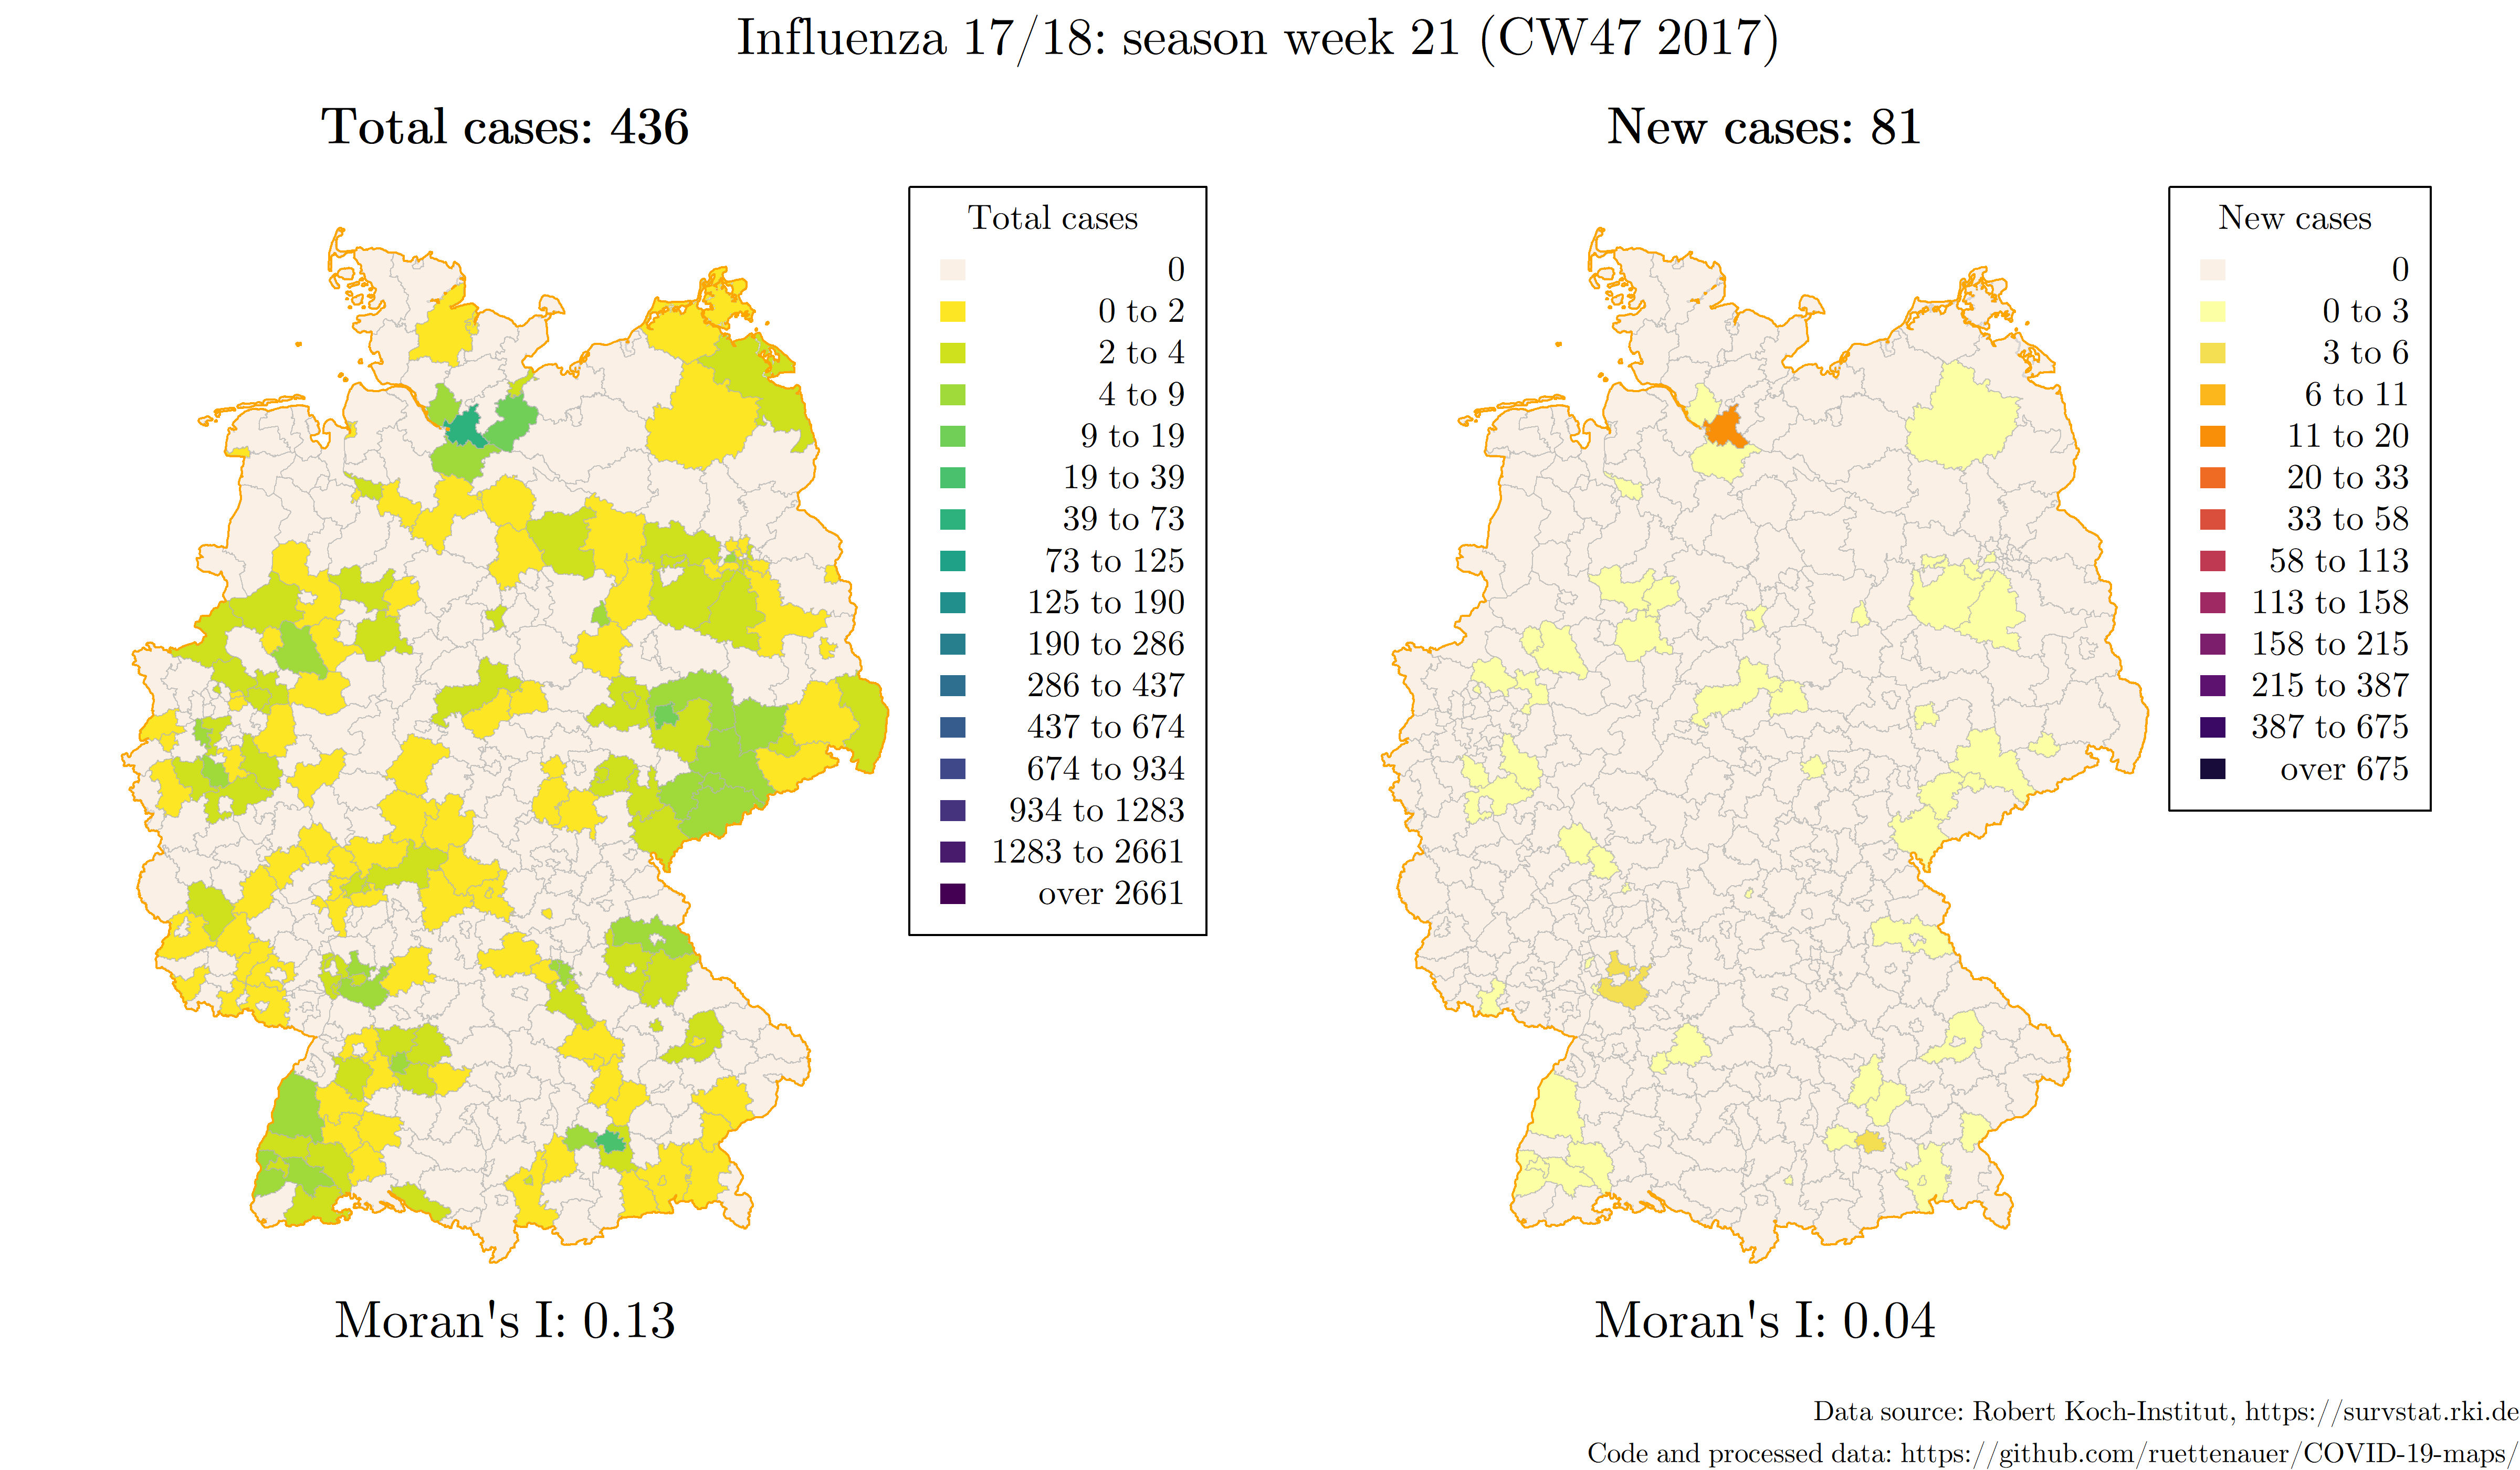 Influenza 17/18: season week 21 (CW47 2017)
Total cases: 436
New cases: 81
Total cases
0
0 to 2
2 to 4
4 to 9
9 to 19
19 to 39
39 to 73
73 to 125
125 to 190
190 to 286
286 to 437
437 to 674
674 to 934
934 to 1283
1283 to 2661
over 2661
New cases
0
0 to 3
3 to 6
6 to 11
11 to 20
20 to 33
33 to 58
58 to 113
113 to 158
158 to 215
215 to 387
387 to 675
over 675
Moran's I: 0.13
Moran's I: 0.04
Data source: Robert Koch-Institut, https://survstat.rki.de
Code and processed data: https://github.com/ruettenauer/COVID-19-maps/